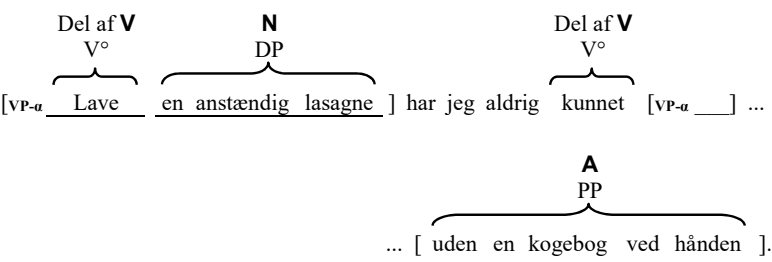 Del af V N Del af V
V° DP V°
[VP-α Lave en anstændig lasagne ] har jeg aldrig kunnet [VP-α ___] ...
A
PP
... [ uden en kogebog ved hånden ].